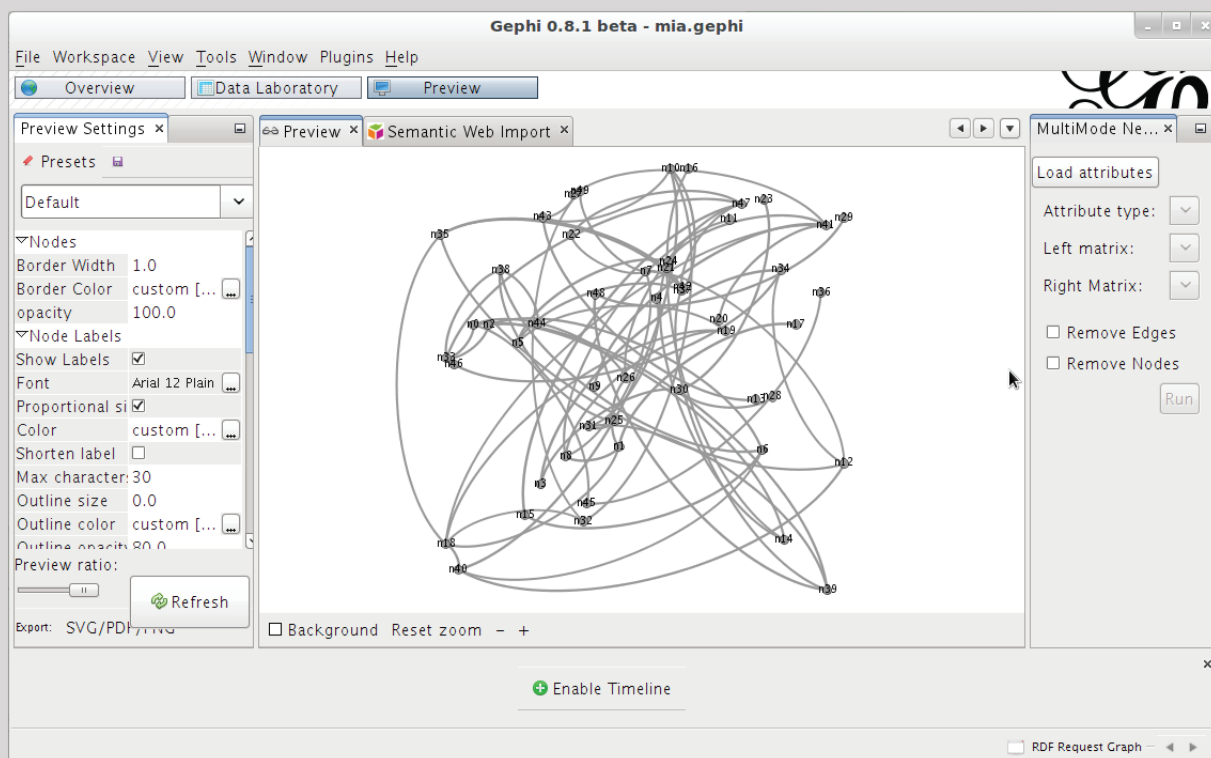 Gephi 0.8.1 beta - mia.gephi
File Workspace View Tools Window Plugins Help
Overview Data Laboratory Preview
Preview Settings
Presets
Default
Nodes
Border Width 1.0
Border Color custom [...
opacity 100.0
Node Labels
Show Labels
Font Arial 12 Plain ...
Proportional si
Color custom [...
Shorten label
Max character: 30
Outline size 0.0
Outline color custom [...
Outline opacity 80.0
Preview ratio:
Refresh
Export: SVG/PDF/PNG
Preview Semantic Web Import
n10 n16
n49
n47 n23
n43 n11 n41 n29
n35 n22
n24
n38 n7 n21 n34
n48 n4 n36
n0 n2 n44 n20 n19 n17
n5
n33
n46
n9 n26 n30
n13 n28
n31 n25
n8 n1 n6 n12
n3
n45
n15 n32
n18 n14
n40
n39
Background Reset zoom - +
MultiMode Ne...
Load attributes
Attribute type:
Left matrix:
Right Matrix:
Remove Edges
Remove Nodes
Run
Enable Timeline
RDF Request Graph